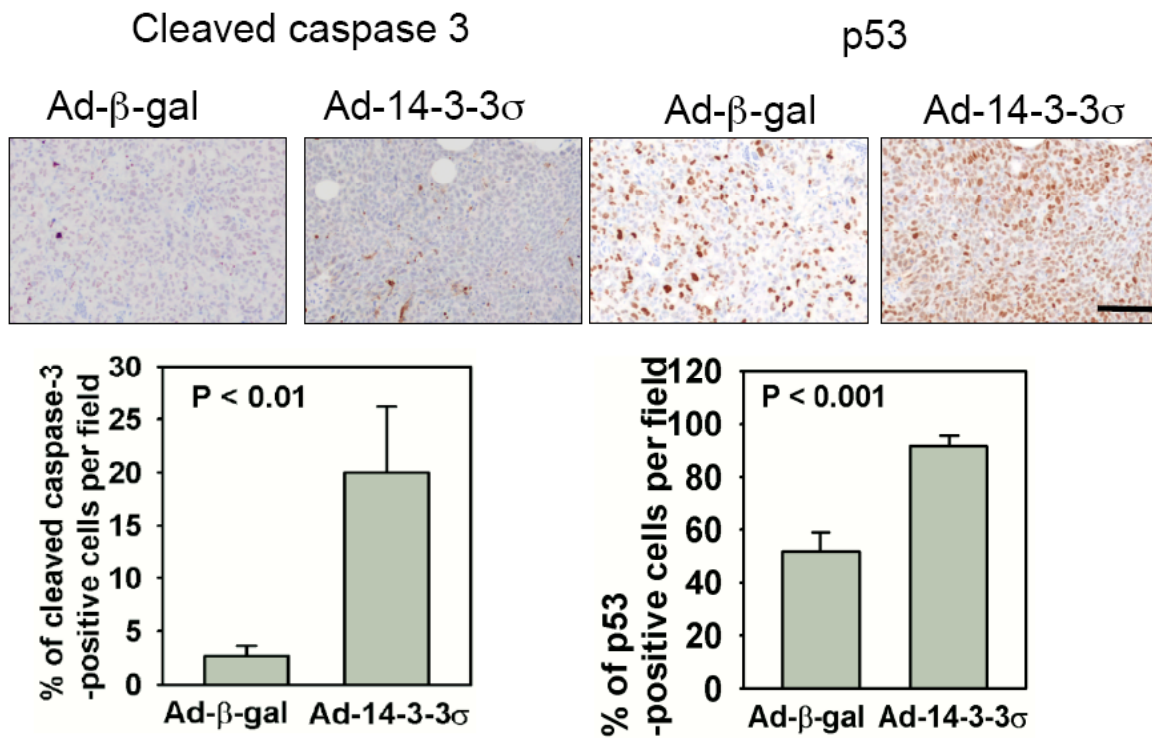 Cleaved caspase 3
p53
Ad-β-gal
Ad-14-3-3σ
Ad-β-gal
Ad-14-3-3σ
% of cleaved caspase-3
-positive cells per field
30
25
20
15
10
5
0
P < 0.01
Ad-β-gal
Ad-14-3-3σ
% of p53
-positive cells per field
120
100
80
60
40
20
0
P < 0.001
Ad-β-gal
Ad-14-3-3σ